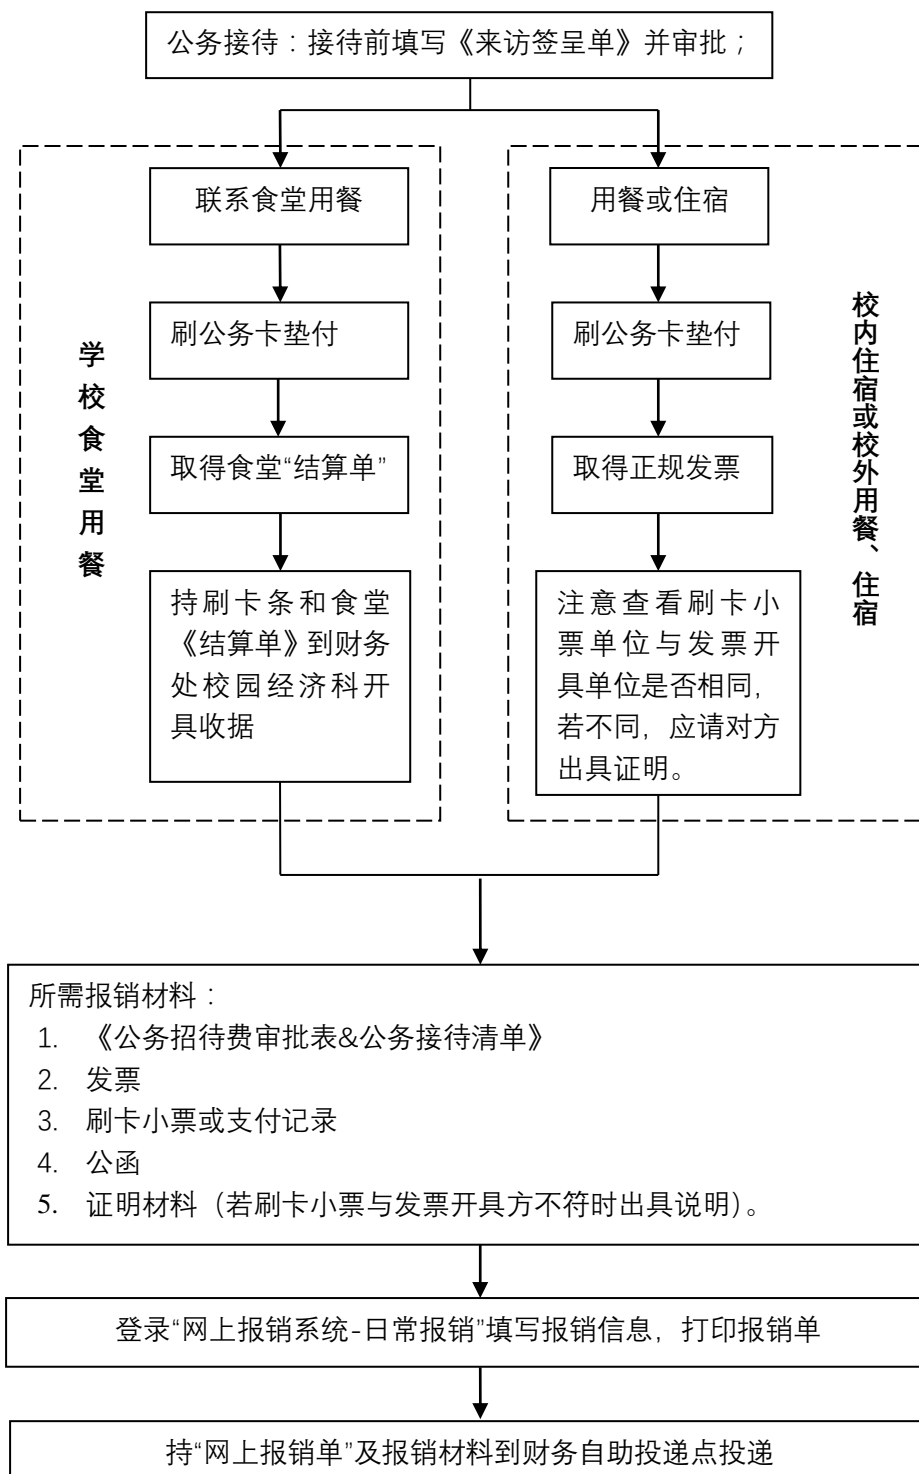 公务接待：接待前填写《来访签呈单》并审批；
学校食堂用餐
联系食堂用餐
刷公务卡垫付
取得食堂“结算单”
持刷卡条和食堂
《结算单》到财务
处校园经济科开
具收据
用餐或住宿
刷公务卡垫付
取得正规发票
注意查看刷卡小
票单位与发票开
具单位是否相同，
若不同，应请对方
出具证明。
校内住宿或校外用餐、住宿
所需报销材料：
1. 《公务招待费审批表&公务接待清单》
2. 发票
3. 刷卡小票或支付记录
4. 公函
5. 证明材料（若刷卡小票与发票开具方不符时出具说明）。
登录“网上报销系统-日常报销”填写报销信息，打印报销单
持“网上报销单”及报销材料到财务自助投递点投递